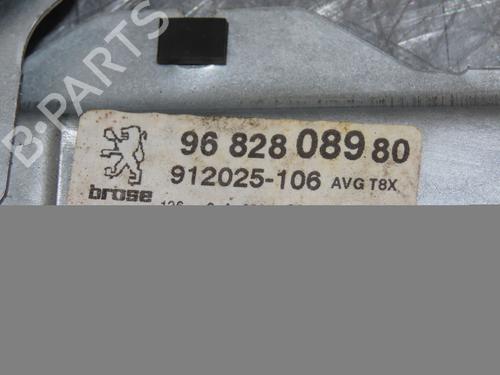 B-PARTS
96 828 089 80
912025-106 AVG T8X
brose